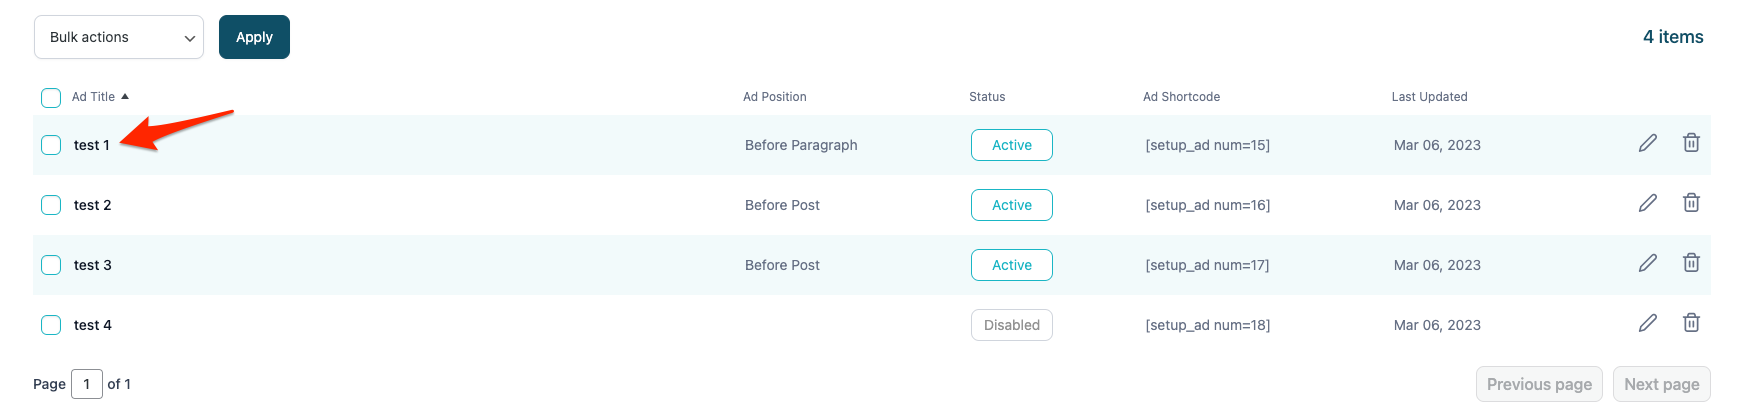 Bulk actions Apply 4 items
Ad Title Ad Position Status Ad Shortcode Last Updated
test 1 Before Paragraph Active [setup_ad num=15] Mar 06, 2023
test 2 Before Post Active [setup_ad num=16] Mar 06, 2023
test 3 Before Post Active [setup_ad num=17] Mar 06, 2023
test 4 Disabled [setup_ad num=18] Mar 06, 2023
Page 1 of 1 Previous page Next page